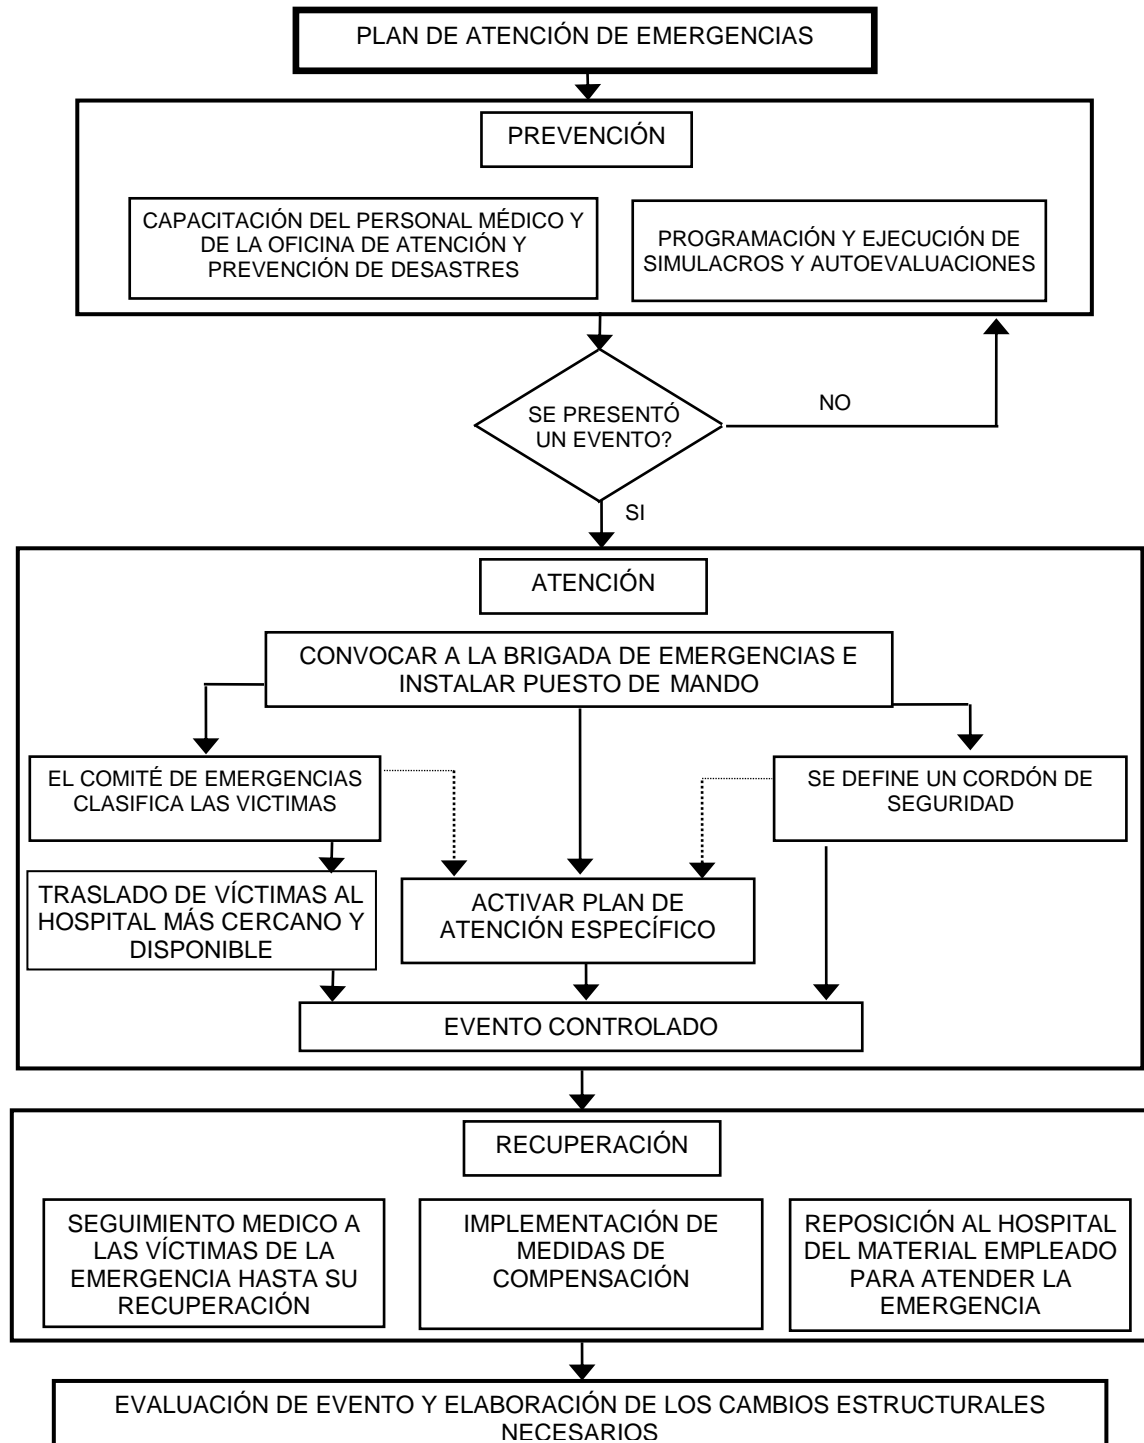 PLAN DE ATENCIÓN DE EMERGENCIAS
PREVENCIÓN
CAPACITACIÓN DEL PERSONAL MÉDICO Y
DE LA OFICINA DE ATENCIÓN Y
PREVENCIÓN DE DESASTRES
PROGRAMACIÓN Y EJECUCIÓN DE
SIMULACROS Y AUTOEVALUACIONES
SE PRESENTÓ
UN EVENTO?
NO
SI
ATENCIÓN
CONVOCAR A LA BRIGADA DE EMERGENCIAS E
INSTALAR PUESTO DE MANDO
EL COMITÉ DE EMERGENCIAS
CLASIFICA LAS VICTIMAS
SE DEFINE UN CORDÓN DE
SEGURIDAD
TRASLADO DE VÍCTIMAS AL
HOSPITAL MÁS CERCANO Y
DISPONIBLE
ACTIVAR PLAN DE
ATENCIÓN ESPECÍFICO
EVENTO CONTROLADO
RECUPERACIÓN
SEGUIMIENTO MEDICO A
LAS VÍCTIMAS DE LA
EMERGENCIA HASTA SU
RECUPERACIÓN
IMPLEMENTACIÓN DE
MEDIDAS DE
COMPENSACIÓN
REPOSICIÓN AL HOSPITAL
DEL MATERIAL EMPLEADO
PARA ATENDER LA
EMERGENCIA
EVALUACIÓN DE EVENTO Y ELABORACIÓN DE LOS CAMBIOS ESTRUCTURALES
NECESARIOS